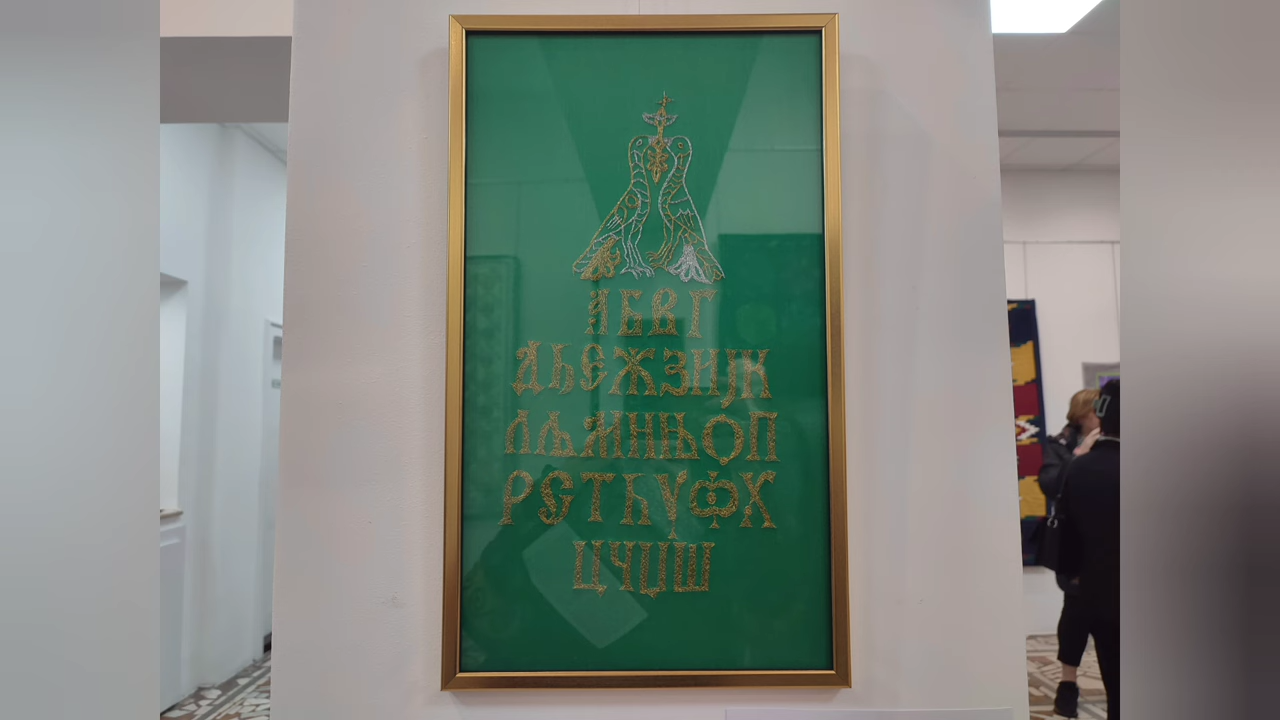 АБВГ
ДЂЕЖЗИЈК
ЛЉМНЊОП
РСТЋУФХ
ЦЧЏШ